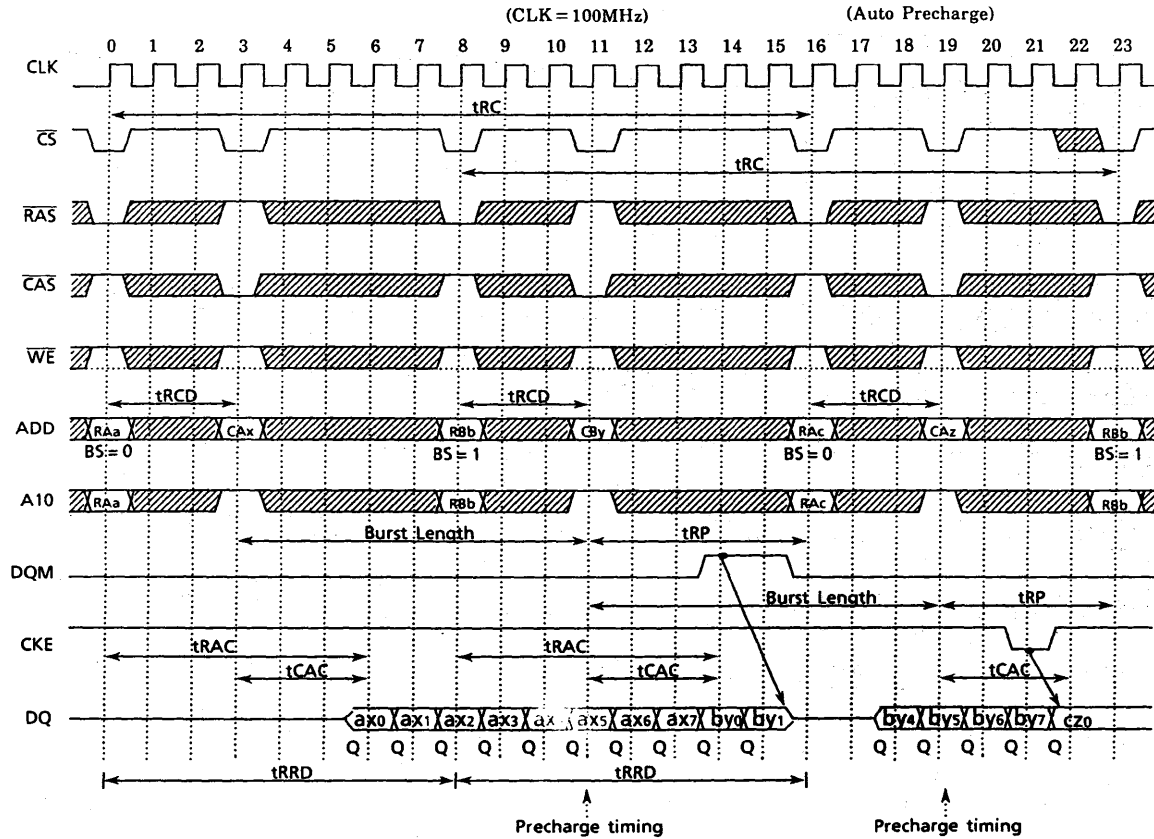 (CLK = 100MHz) (Auto Precharge)
0 1 2 3 4 5 6 7 8 9 10 11 12 13 14 15 16 17 18 19 20 21 22 23
CLK
tRC
CS
tRC
RAS
CAS
WE
tRCD tRCD tRCD
ADD RAa CAx RBb CBy RAc CAz RBb
BS = 0 BS = 1 BS = 0 BS = 1
A10 RAa RBb RAc RBb
Burst Length tRP
DQM
Burst Length tRP
CKE
tRAC tRAC
tCAC tCAC tCAC
DQ ax0 ax1 ax2 ax3 ax ax5 ax6 ax7 by0 by1 by4 by5 by6 by7 cz0
Q Q Q Q Q Q Q Q Q Q Q Q Q Q Q
tRRD tRRD
Precharge timing Precharge timing